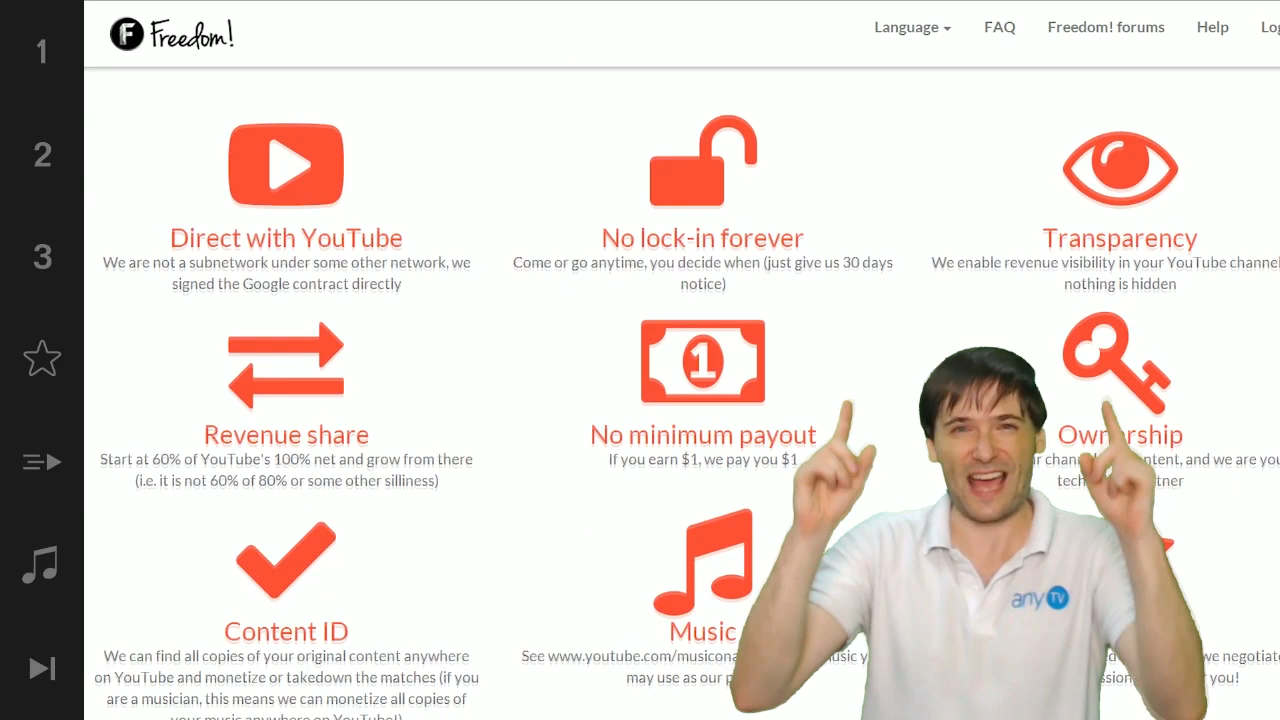 1
2
3
F Freedom!
Language
FAQ
Freedom! forums
Help
Direct with YouTube
We are not a subnetwork under some other network, we
signed the Google contract directly
No lock-in forever
Come or go anytime, you decide when (just give us 30 days
notice)
Transparency
We enable revenue visibility in your YouTube channel
nothing is hidden
Revenue share
Start at 60% of YouTube's 100% net and grow from there
(i.e. it is not 60% of 80% or some other silliness)
1
No minimum payout
If you earn $1, we pay you $1
Ownership
and we are
Content ID
We can find all copies of your original content anywhere
on YouTube and monetize or takedown the matches (if you
are a musician, this means we can monetize all copies of
your music anywhere on YouTube!)
Music
See
may use as our
we
you!
any TV